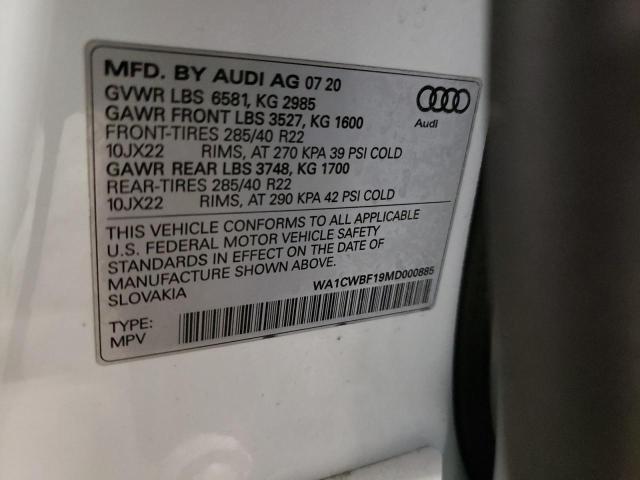 MFD. BY AUDI AG 07 20
GVWR LBS 6581, KG 2985
GAWR FRONT LBS 3527, KG 1600
FRONT-TIRES 285/40 R22
10JX22 RIMS, AT 270 KPA 39 PSI COLD
GAWR REAR LBS 3748, KG 1700
REAR-TIRES 285/40 R22
10JX22 RIMS, AT 290 KPA 42 PSI COLD
Audi
THIS VEHICLE CONFORMS TO ALL APPLICABLE
U.S. FEDERAL MOTOR VEHICLE SAFETY
STANDARDS IN EFFECT ON THE DATE OF
MANUFACTURE SHOWN ABOVE.
SLOVAKIA
WA1CWBF19MD000885
TYPE:
MPV